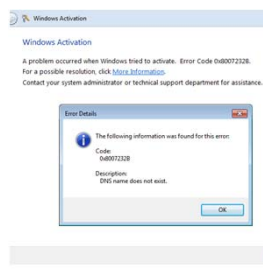 Windows Activation
Windows Activation
A problem occurred when Windows tried to activate. Error Code 0x8007232B.
For a possible resolution, click More Information.
Contact your system administrator or technical support department for assistance.
Error Details
The following information was found for this error:
Code:
0x8007232B
Description:
DNS name does not exist.
OK